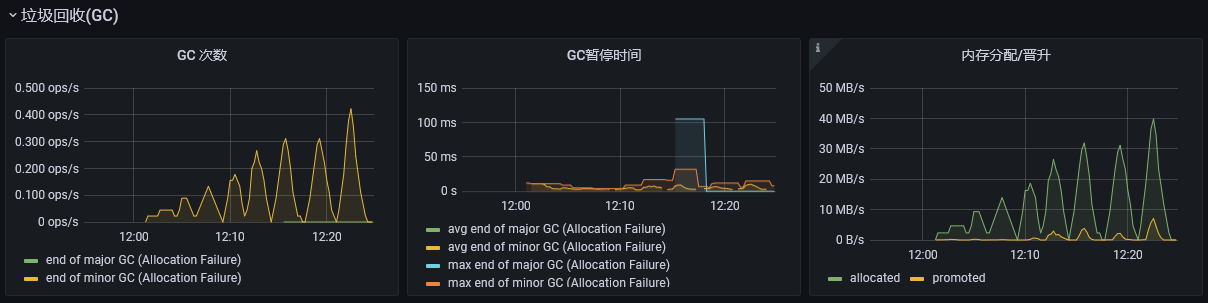 垃圾回收(GC)
GC 次数
0.500 ops/s
0.400 ops/s
0.300 ops/s
0.200 ops/s
0.100 ops/s
0 ops/s
12:00 12:10 12:20
end of major GC (Allocation Failure)
end of minor GC (Allocation Failure)
GC暂停时间
150 ms
100 ms
50 ms
0 s
12:00 12:10 12:20
avg end of major GC (Allocation Failure)
avg end of minor GC (Allocation Failure)
max end of major GC (Allocation Failure)
max end of minor GC (Allocation Failure)
i
内存分配/晋升
50 MB/s
40 MB/s
30 MB/s
20 MB/s
10 MB/s
0 B/s
12:00 12:10 12:20
allocated promoted